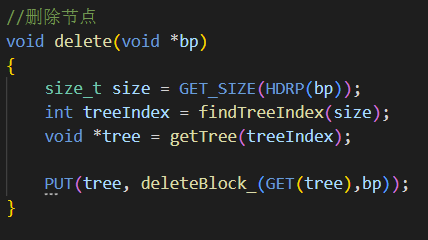 //删除节点
void delete(void *bp)
{
    size_t size = GET_SIZE(HDRP(bp));
    int treeIndex = findTreeIndex(size);
    void *tree = getTree(treeIndex);

    PUT(tree, deleteBlock_(GET(tree),bp));
}